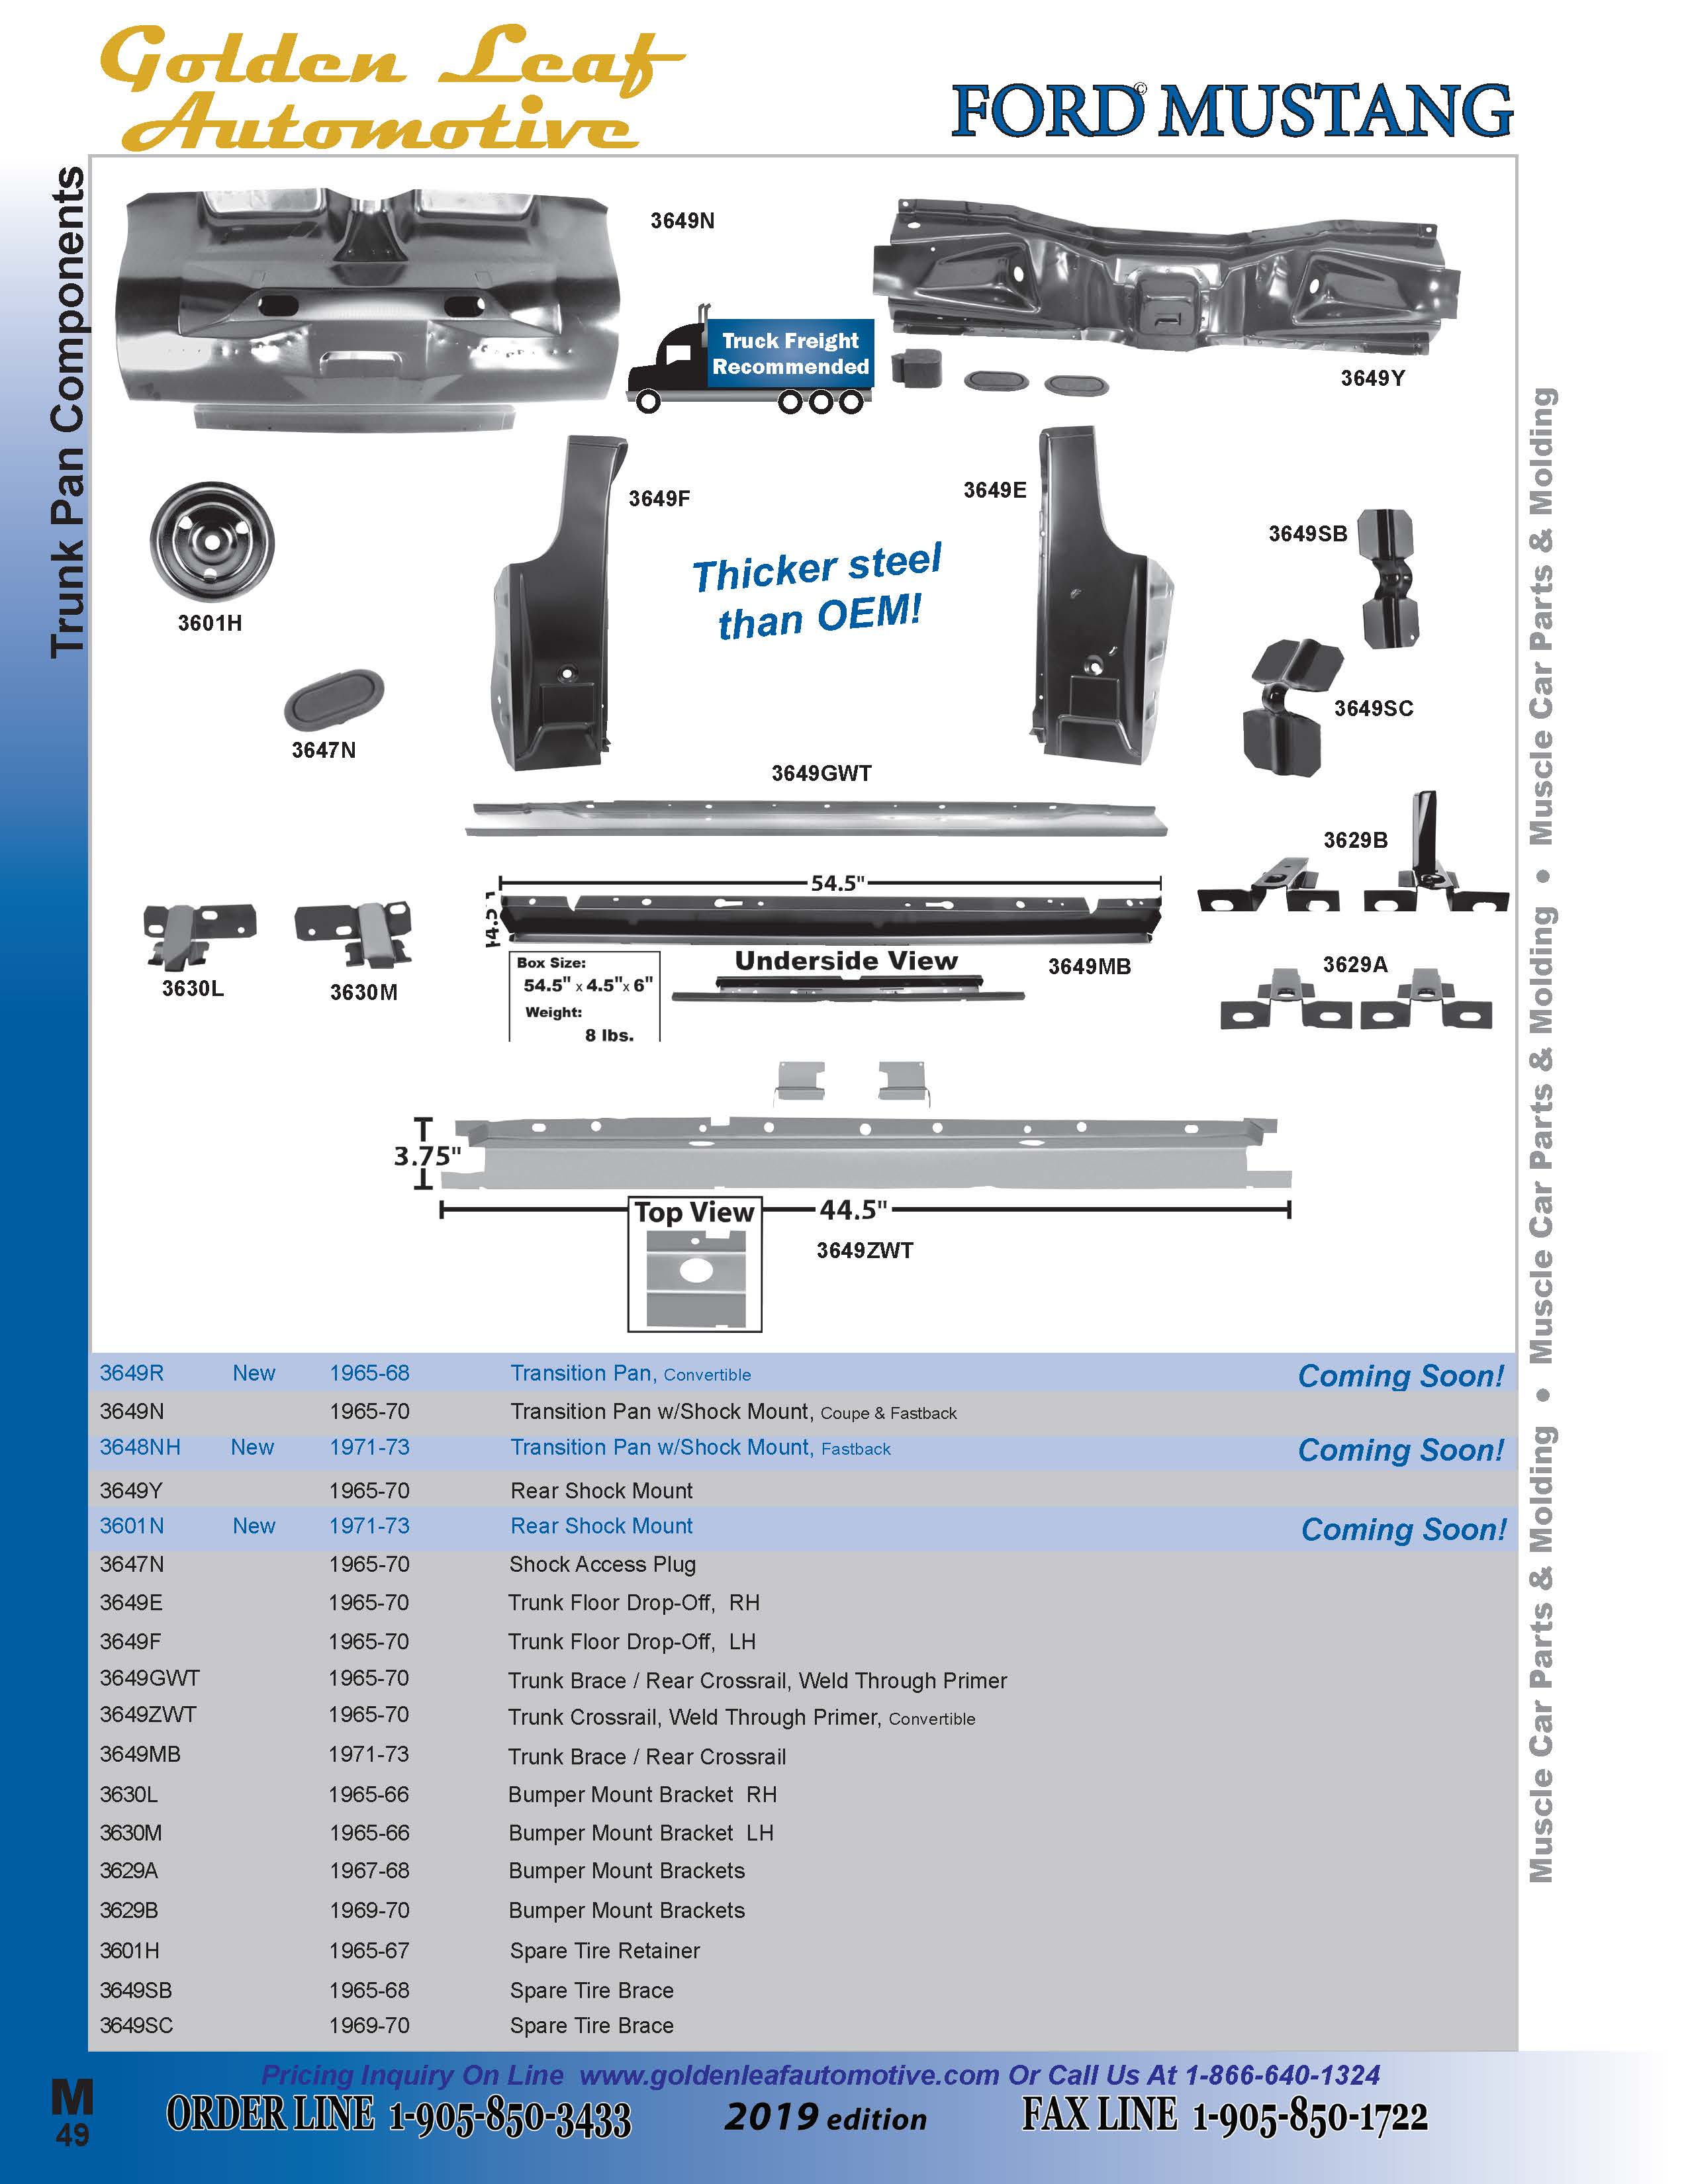 Golden Leaf
Automotive
FORD© MUSTANG
Trunk Pan Components
3649N
3649Y
Truck Freight
Recommended
3649F
3649E
3649SB
3601H
Thicker steel
than OEM!
3649SC
3647N
3649GWT
3629B
54.5"
4.5"
Box Size:
54.5" x 4.5"x 6"
Weight:
8 lbs.
Underside View
3649MB
3629A
3630L
3630M
3.75"
Top View
44.5"
3649ZWT
3649R New 1965-68 Transition Pan, Convertible Coming Soon!
3649N 1965-70 Transition Pan w/Shock Mount, Coupe & Fastback
3648NH New 1971-73 Transition Pan w/Shock Mount, Fastback Coming Soon!
3649Y 1965-70 Rear Shock Mount
3601N New 1971-73 Rear Shock Mount Coming Soon!
3647N 1965-70 Shock Access Plug
3649E 1965-70 Trunk Floor Drop-Off, RH
3649F 1965-70 Trunk Floor Drop-Off, LH
3649GWT 1965-70 Trunk Brace / Rear Crossrail, Weld Through Primer
3649ZWT 1965-70 Trunk Crossrail, Weld Through Primer, Convertible
3649MB 1971-73 Trunk Brace / Rear Crossrail
3630L 1965-66 Bumper Mount Bracket RH
3630M 1965-66 Bumper Mount Bracket LH
3629A 1967-68 Bumper Mount Brackets
3629B 1969-70 Bumper Mount Brackets
3601H 1965-67 Spare Tire Retainer
3649SB 1965-68 Spare Tire Brace
3649SC 1969-70 Spare Tire Brace
Muscle Car Parts & Molding • Muscle Car Parts & Molding • Muscle Car Parts & Molding
Pricing Inquiry On Line www.goldenleafautomotive.com Or Call Us At 1-866-640-1324
M
49
ORDER LINE 1-905-850-3433
2019 edition
FAX LINE 1-905-850-1722